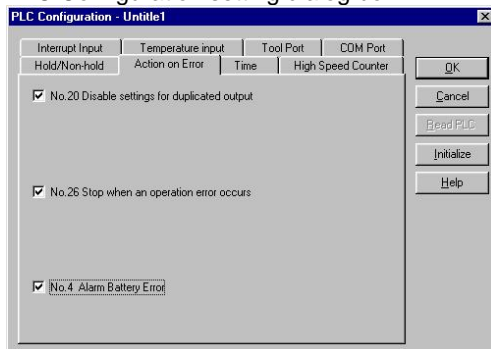 PLC Configuration - Untitle1
Interrupt Input Temperature input Tool Port COM Port
Hold/Non-hold Action on Error Time High Speed Counter
No.20 Disable settings for duplicated output
No.26 Stop when an operation error occurs
No.4 Alarm Battery Error
OK
Cancel
Read PLC
Initialize
Help